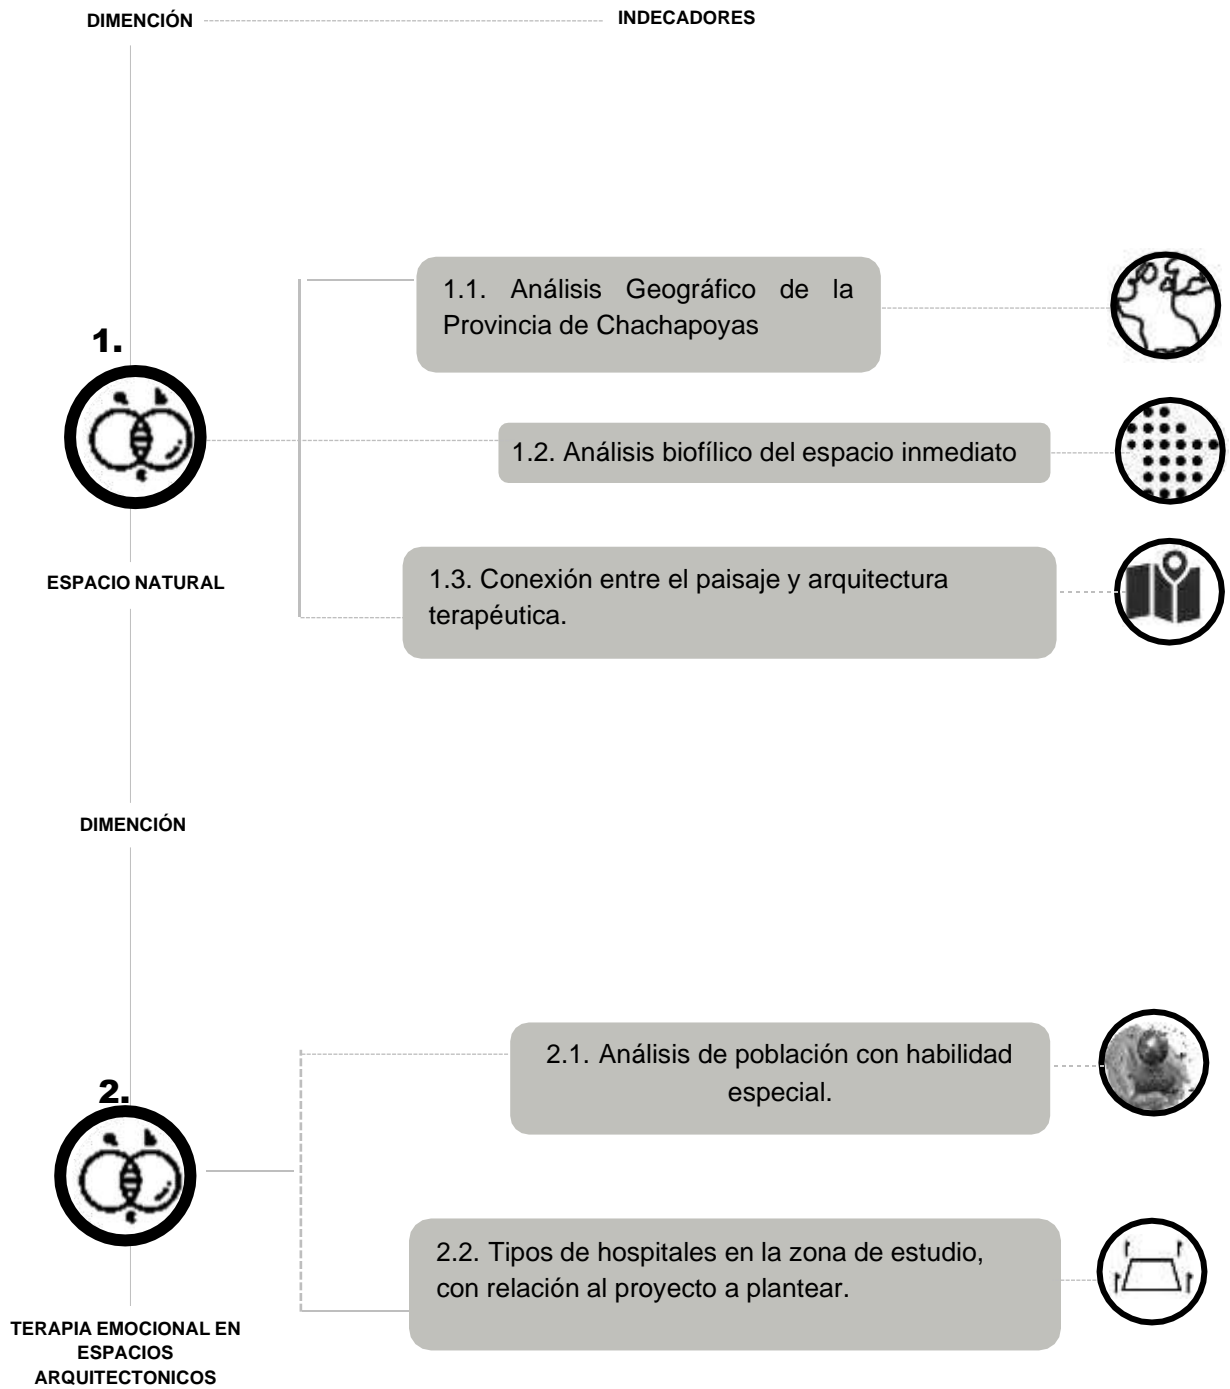 DIMENCIÓN
INDECADORES
1.1. Análisis Geográfico de la
Provincia de Chachapoyas
1.
a b
c
1.2. Análisis biofílico del espacio inmediato
ESPACIO NATURAL
1.3. Conexión entre el paisaje y arquitectura
terapéutica.
DIMENCIÓN
2.1. Análisis de población con habilidad
especial.
2.
a b
c
2.2. Tipos de hospitales en la zona de estudio,
con relación al proyecto a plantear.
TERAPIA EMOCIONAL EN
ESPACIOS
ARQUITECTONICOS